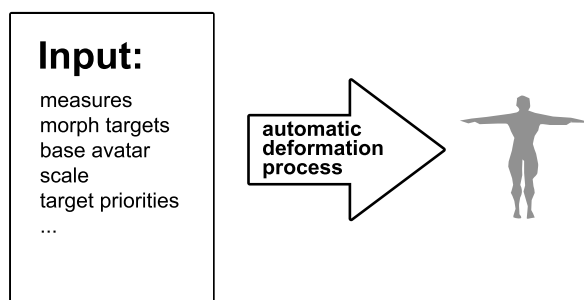 Input:
measures
morph targets
base avatar
scale
target priorities
...
automatic
deformation
process